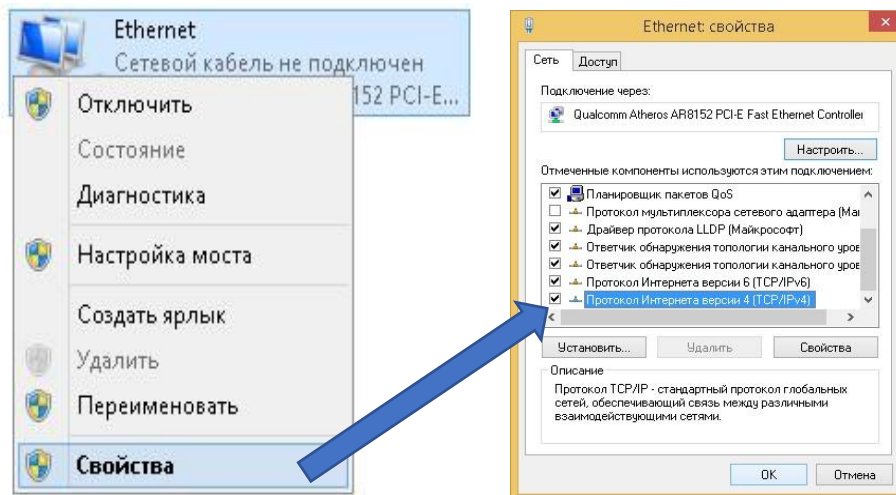 Ethernet
Сетевой кабель не подключен
152 PCI-E...
Отключить
Состояние
Диагностика
Настройка моста
Создать ярлык
Удалить
Переименовать
Свойства
Ethernet: свойства
Сеть
Доступ
Подключение через:
Qualcomm Atheros AR8152 PCI-E Fast Ethernet Controller
Настроить...
Отмеченные компоненты используются этим подключением:
Планировщик пакетов QoS
Протокол мультиплексора сетевого адаптера (Ма
Драйвер протокола LLDP (Майкрософт)
Ответчик обнаружения топологии канального уров
Ответчик обнаружения топологии канального уров
Протокол Интернета версии 6 (TCP/IPv6)
Протокол Интернета версии 4 (TCP/IPv4)
Установить...
Удалить
Свойства
Описание
Протокол TCP/IP - стандартный протокол глобальных
сетей, обеспечивающий связь между различными
взаимодействующими сетями.
OK
Отмена